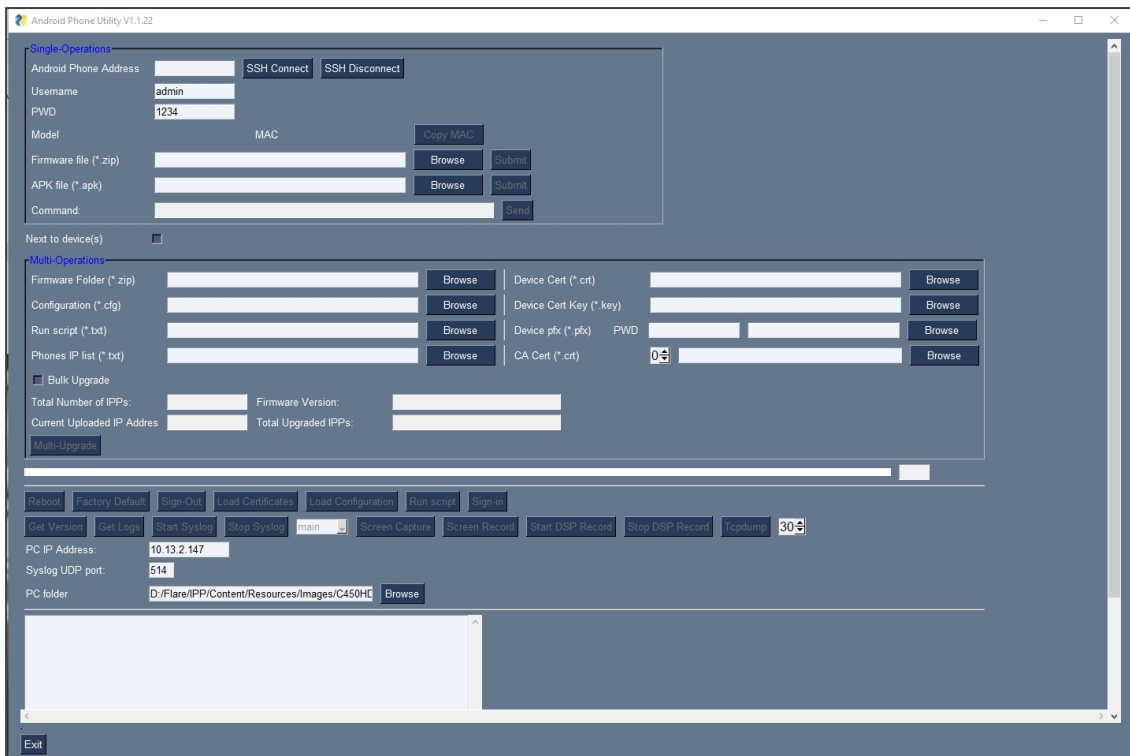 Android Phone Utility V1.1.22
Single-Operations
Android Phone Address SSH Connect SSH Disconnect
Username admin
PWD 1234
Model MAC Copy MAC
Firmware file (*.zip) Browse Submit
APK file (*.apk) Browse Submit
Command: Send
Next to device(s)
Multi-Operations
Firmware Folder (*.zip) Browse Device Cert (*.crt) Browse
Configuration (*.cfg) Browse Device Cert Key (*.key) Browse
Run script (*.txt) Browse Device pfx (*.pfx) PWD Browse
Phones IP list (*.txt) Browse CA Cert (*.crt) 0 Browse
Bulk Upgrade
Total Number of IPPs: Firmware Version:
Current Uploaded IP Addres Total Upgraded IPPs:
Multi-Upgrade
Reboot Factory Default Sign-Out Load Certificates Load Configuration Run script Sign-in
Get Version Get Logs Start Syslog Stop Syslog main Screen Capture Screen Record Start DSP Record Stop DSP Record Tcpdump 30
PC IP Address: 10.13.2.147
Syslog UDP port: 514
PC folder D:/Flare/IPP/Content/Resources/Images/C450HD Browse
Exit